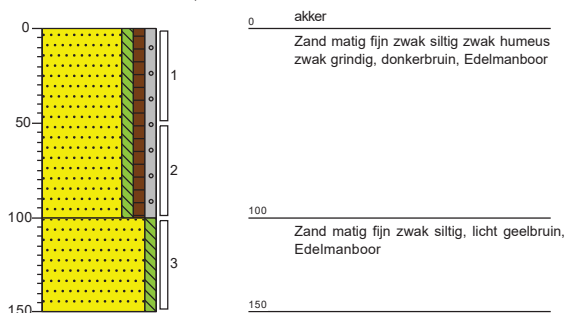 0
50
100
150
1
2
3
0
akker
Zand matig fijn zwak siltig zwak humeus
zwak grindig, donkerbruin, Edelmanboor
100
Zand matig fijn zwak siltig, licht geelbruin,
Edelmanboor
150